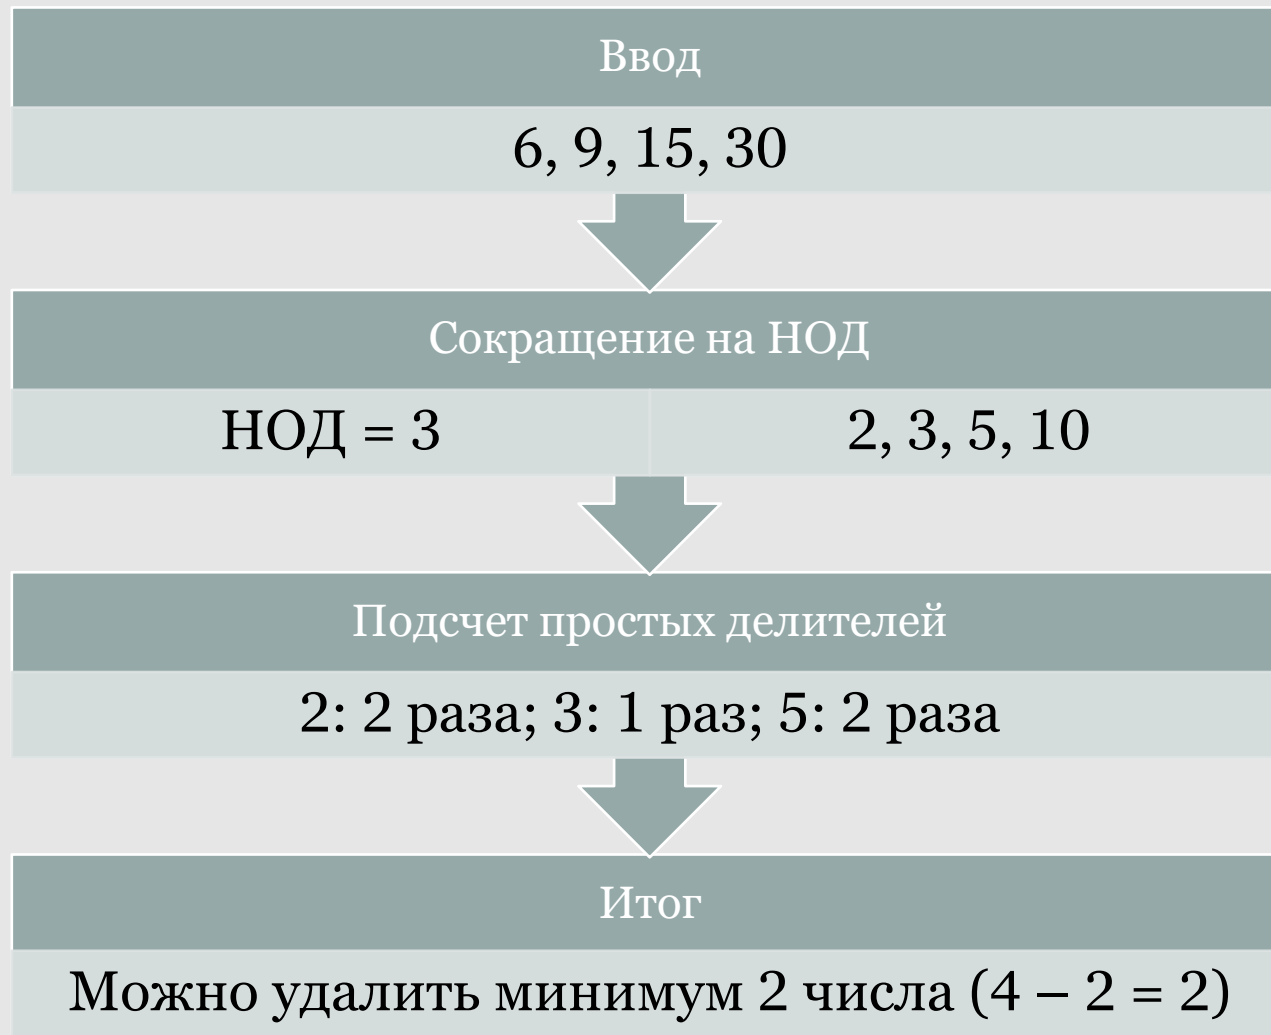 Ввод
6, 9, 15, 30
Сокращение на НОД
НОД = 3
2, 3, 5, 10
Подсчет простых делителей
2: 2 раза; 3: 1 раз; 5: 2 раза
Итог
Можно удалить минимум 2 числа (4 – 2 = 2)